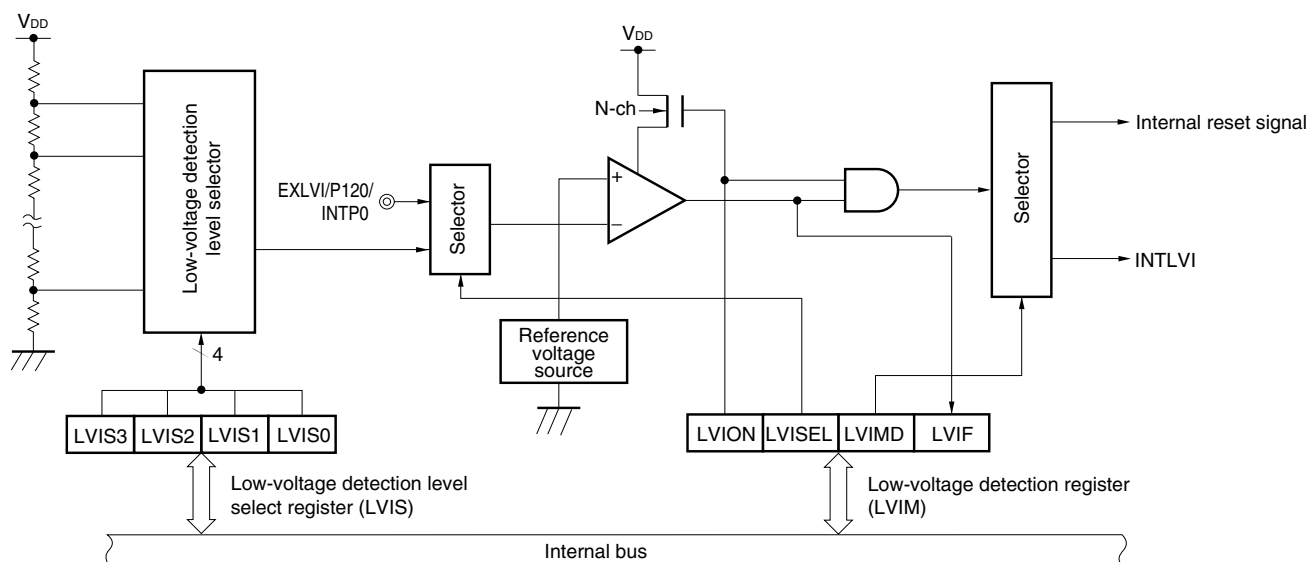 VDD
VDD
N-ch
Low-voltage detection
level selector
EXLVI/P120/
INTP0
Selector
+
−
Selector
Internal reset signal
INTLVI
Reference
voltage
source
4
LVIS3 LVIS2 LVIS1 LVIS0
LVION LVISEL LVIMD LVIF
Low-voltage detection level
select register (LVIS)
Low-voltage detection register
(LVIM)
Internal bus